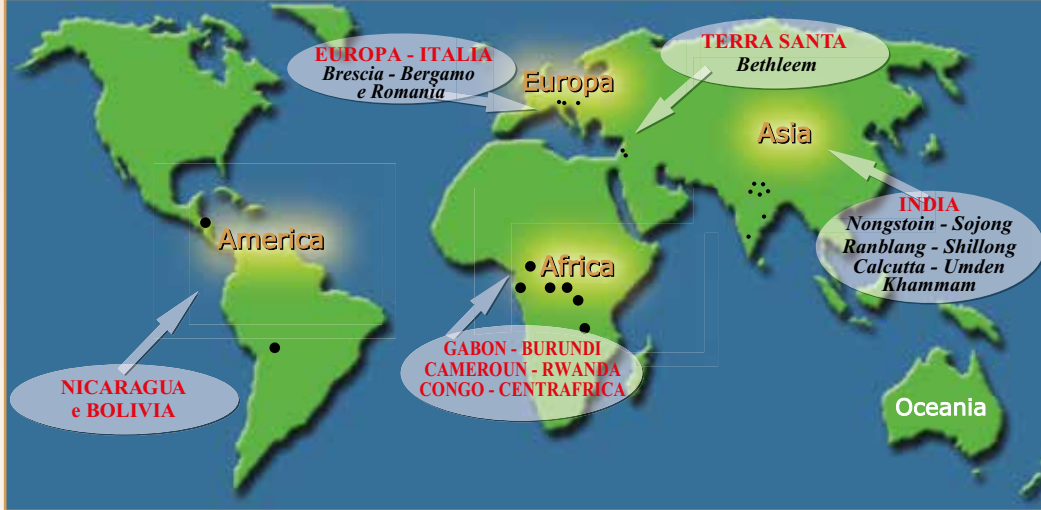 EUROPA - ITALIA
Brescia - Bergamo
e Romania
TERRA SANTA
Bethleem
Europa
Asia
INDIA
Nongstoin - Sojong
Ranblang - Shillong
Calcutta - Umden
Khammam
America
Africa
GABON - BURUNDI
CAMEROUN - RWANDA
CONGO - CENTRAFRICA
NICARAGUA
e BOLIVIA
Oceania